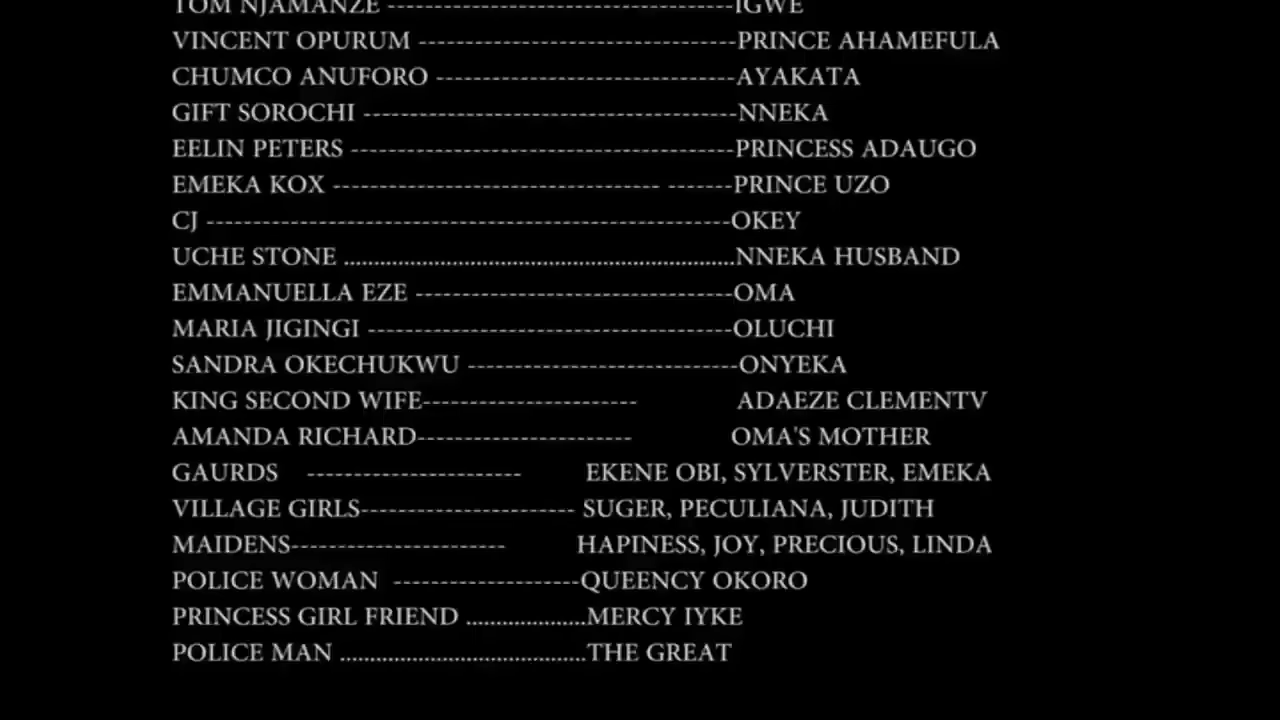 TOM NJAMANZE -------------------------------------IGWE
VINCENT OPURUM ----------------------------------PRINCE AHAMEFULA
CHUMCO ANUFORO --------------------------------AYAKATA
GIFT SOROCHI ----------------------------------------NNEKA
EELIN PETERS -----------------------------------------PRINCESS ADAUGO
EMEKA KOX ----------------------------------- -------PRINCE UZO
CJ --------------------------------------------------------OKEY
UCHE STONE .................................................................NNEKA HUSBAND
EMMANUELLA EZE ----------------------------------OMA
MARIA JIGINGI ---------------------------------------OLUCHI
SANDRA OKECHUKWU -----------------------------ONYEKA
KING SECOND WIFE----------------------- ADAEZE CLEMENTV
AMANDA RICHARD----------------------- OMA'S MOTHER
GAURDS ----------------------- EKENE OBI, SYLVERSTER, EMEKA
VILLAGE GIRLS----------------------- SUGER, PECULIANA, JUDITH
MAIDENS----------------------- HAPINESS, JOY, PRECIOUS, LINDA
POLICE WOMAN --------------------QUEENCY OKORO
PRINCESS GIRL FRIEND ....................MERCY IYKE
POLICE MAN .........................................THE GREAT